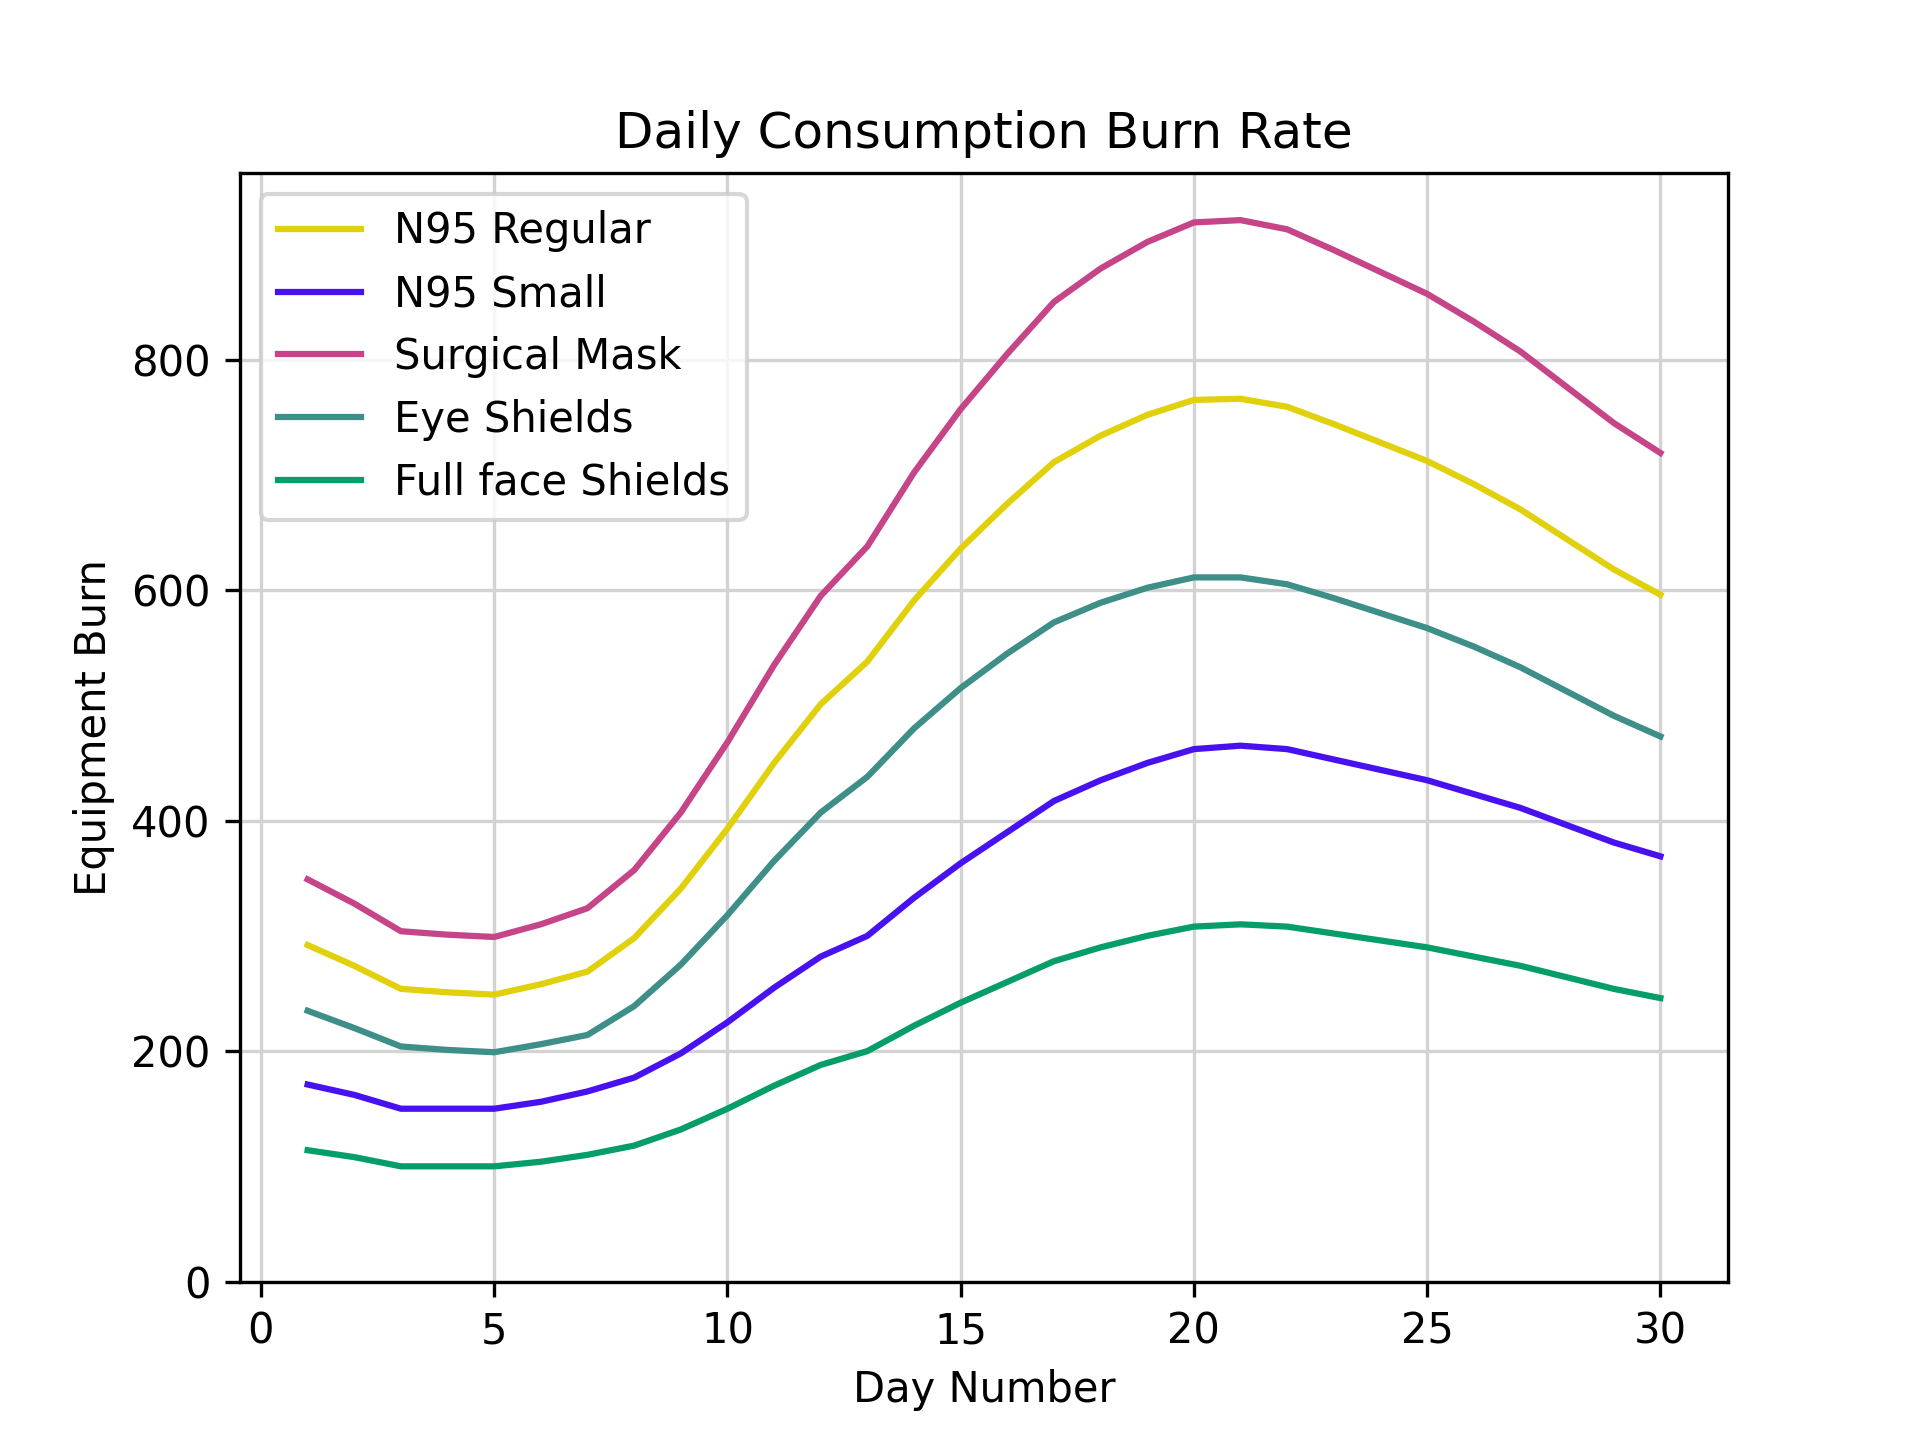 Daily Consumption Burn Rate
N95 Regular
N95 Small
Surgical Mask
Eye Shields
Full face Shields
Equipment Burn
800
600
400
200
0
0 5 10 15 20 25 30
Day Number